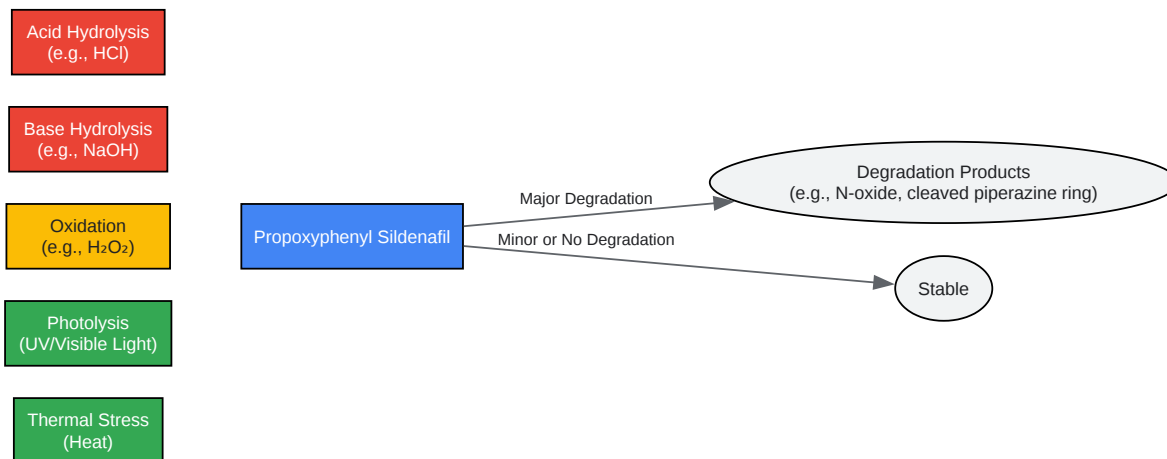 Acid Hydrolysis
(e.g., HCl)
Base Hydrolysis
(e.g., NaOH)
Oxidation
(e.g., H₂O₂)
Photolysis
(UV/Visible Light)
Thermal Stress
(Heat)
Propoxyphenyl Sildenafil
Major Degradation
Minor or No Degradation
Degradation Products
(e.g., N-oxide, cleaved piperazine ring)
Stable